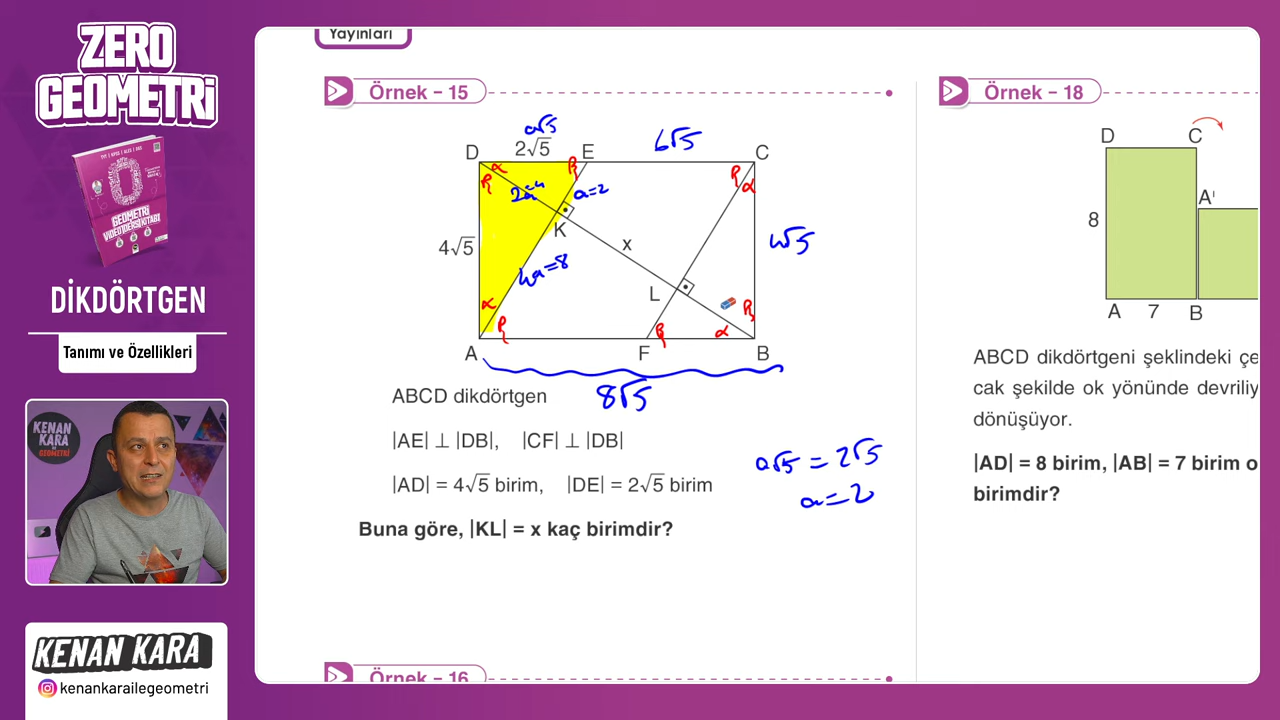 ZERO
GEOMETRİ
GEOMETRİ
VİDEO DERS KİTABI
DİKDÖRTGEN
Tanımı ve Özellikleri
KENAN
KARA
GEOMETRİ
KENAN KARA
kenankarailegeometri
Yayınları
Örnek - 15
a√5
D 2√5 E 6√5 C
α β β α
β 2a=4 a=2
K
4√5 x 4√5
4a=8
L
α β β β α
A F B
8√5
ABCD dikdörtgen
|AE| ⊥ |DB|, |CF| ⊥ |DB|
|AD| = 4√5 birim, |DE| = 2√5 birim
Buna göre, |KL| = x kaç birimdir?
a√5 = 2√5
a=2
Örnek - 16
Örnek - 18
D C
A'
8
A 7 B
ABCD dikdörtgeni şeklindeki çe
cak şekilde ok yönünde devriliy
dönüşüyor.
|AD| = 8 birim, |AB| = 7 birim o
birimdir?